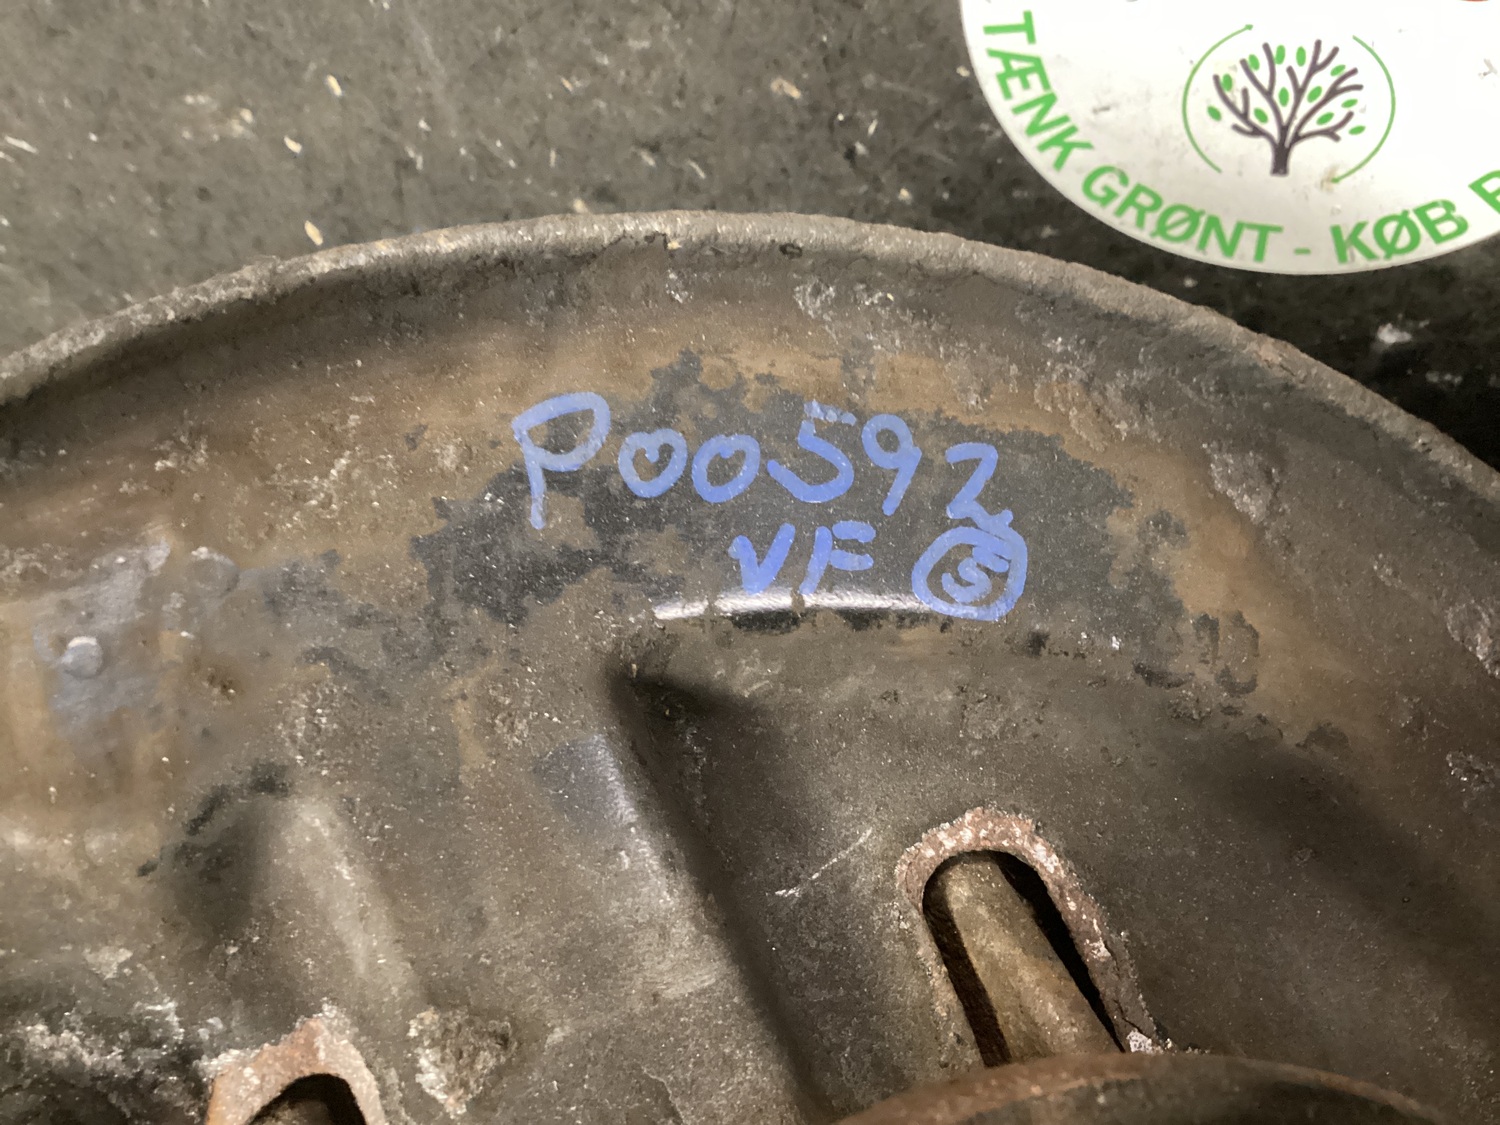 TÆNK GRØNT - KØB
P00592
VF 5